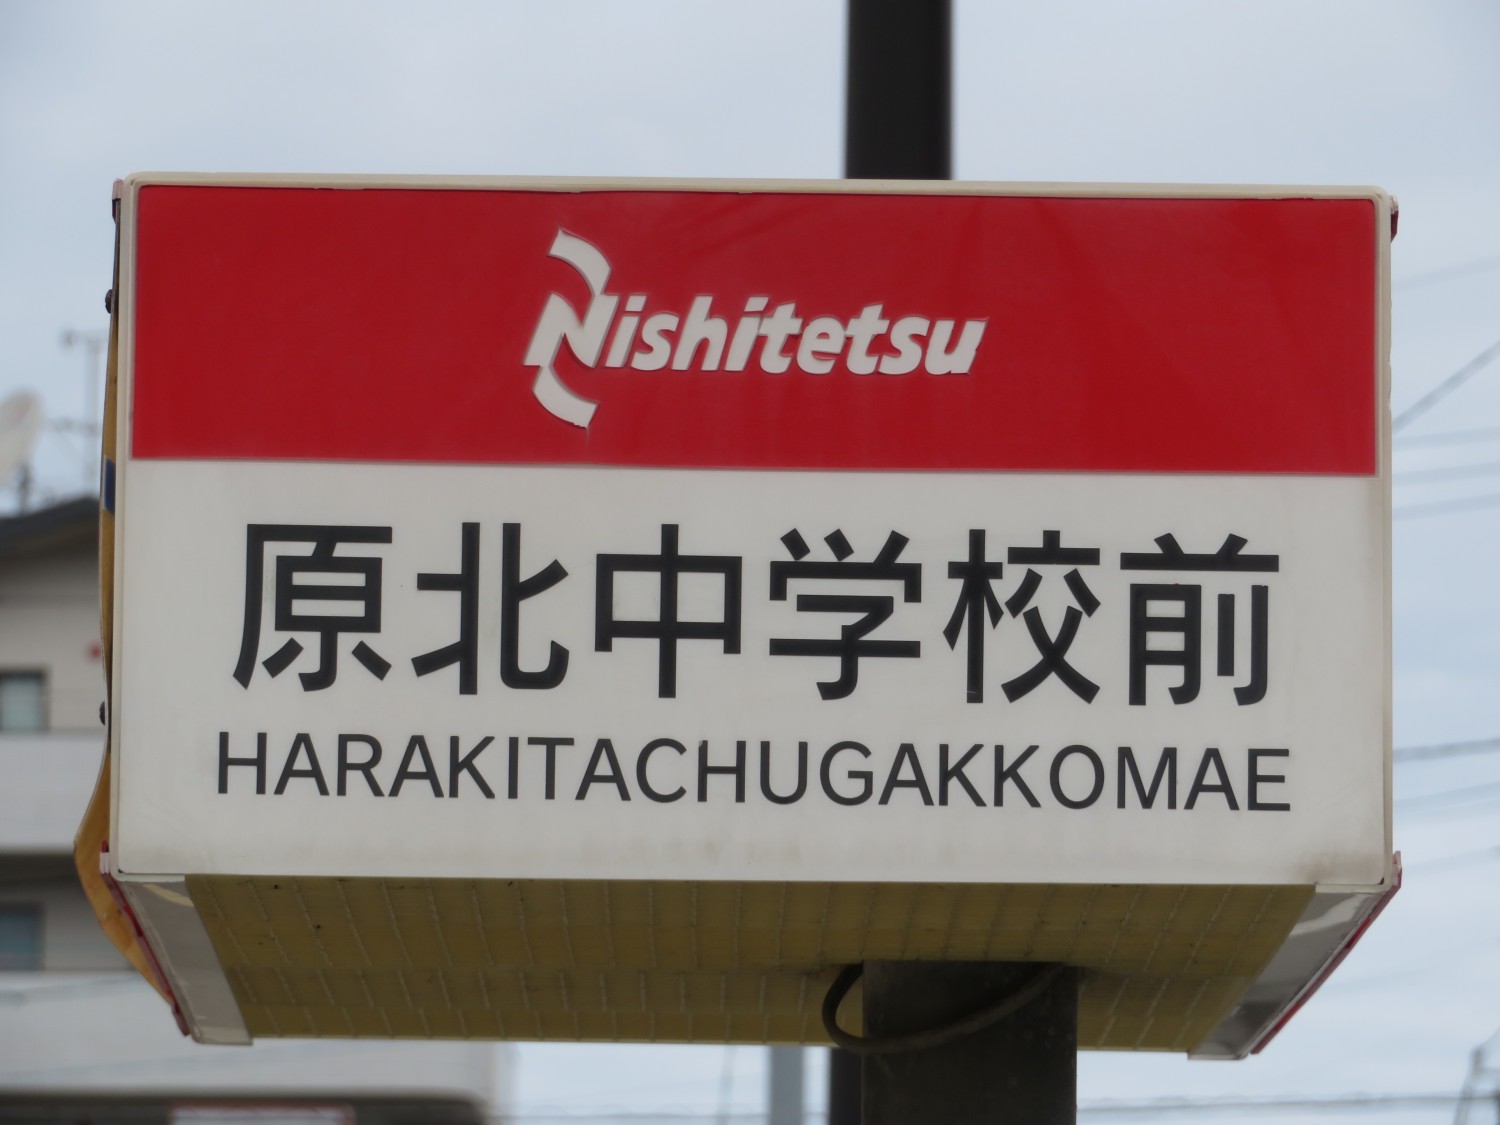 Nishitetsu
原北中学校前
HARAKITACHUGAKKOMAE